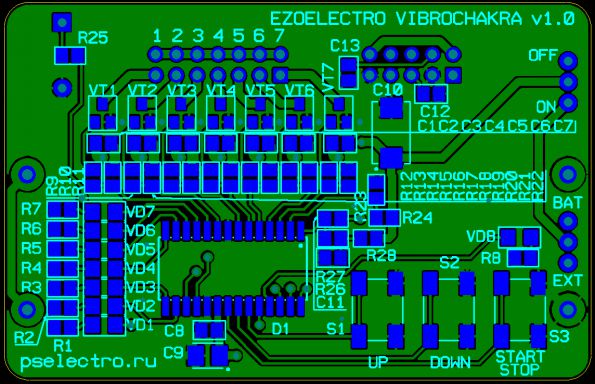 EZOELECTRO VIBROCHAKRA v1.0
1 2 3 4 5 6 7
R25
C13
OFF
VT1 VT2 VT3 VT4 VT5 VT6 VT7
C10
C12
ON
C1 C2 C3 C4 C5 C6 C7
R9 R10 R11
R12 R13 R14 R15 R16 R17 R18 R19 R20 R21 R22
R23
R24
BAT
R7 VD7
R6 VD6
R5 VD5
R4 VD4
R3 VD3
R2 VD2
R1 VD1
R28
VD8
R8
R27
R26
C11
EXT
S2
C8
D1
S1
S3
C9
UP
DOWN
START
STOP
pselectro.ru